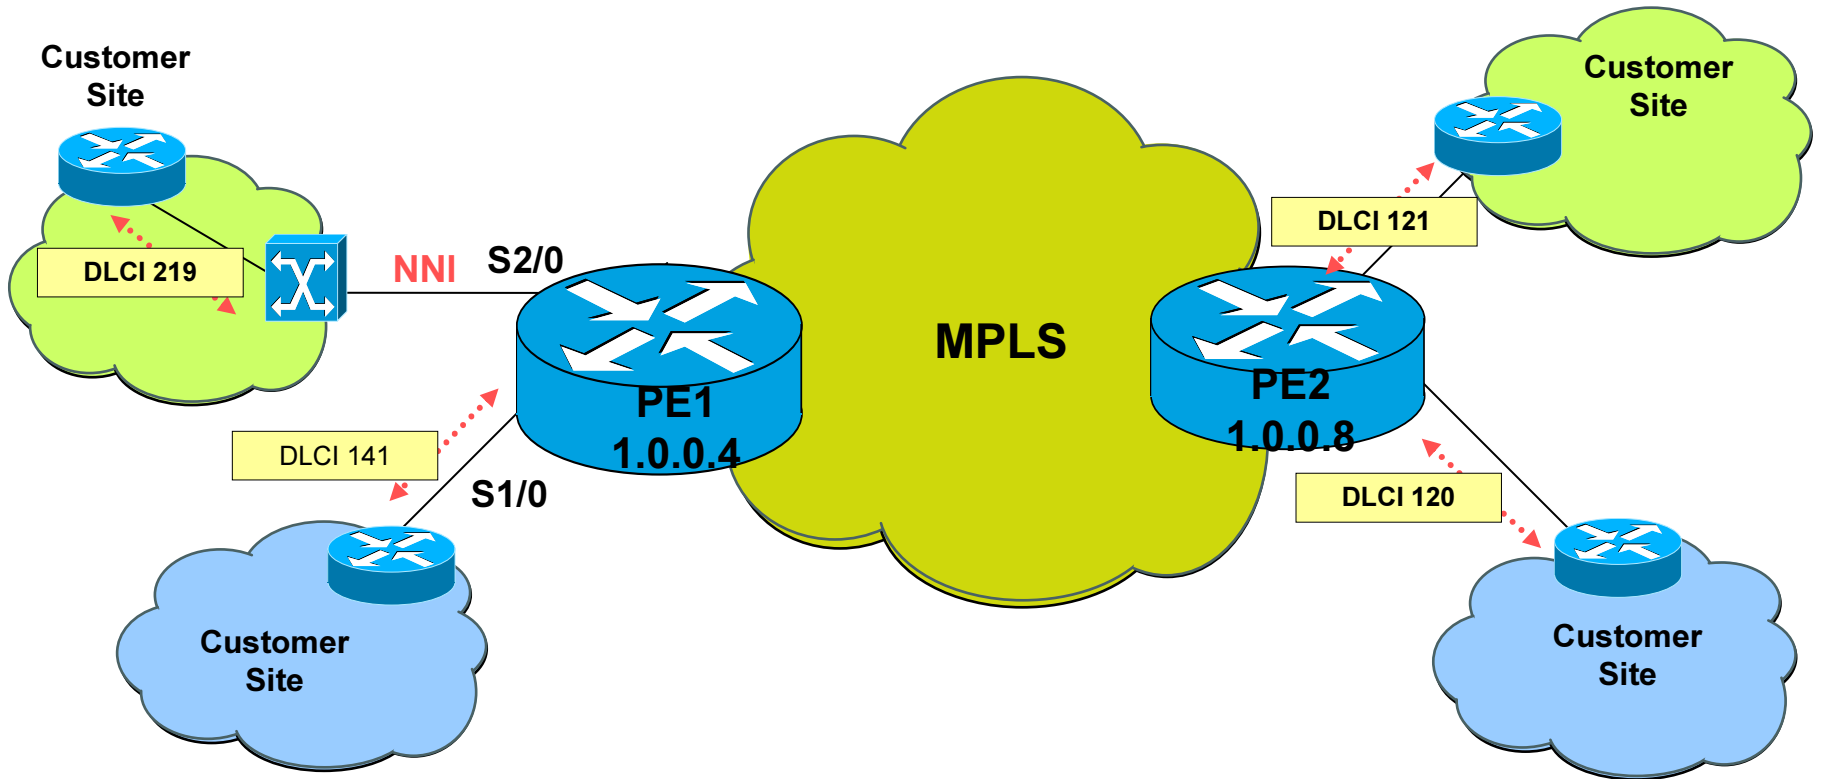 Customer
Site
Customer
Site
DLCI 121
DLCI 219
NNI
S2/0
MPLS
PE1
1.0.0.4
PE2
1.0.0.8
DLCI 141
S1/0
DLCI 120
Customer
Site
Customer
Site